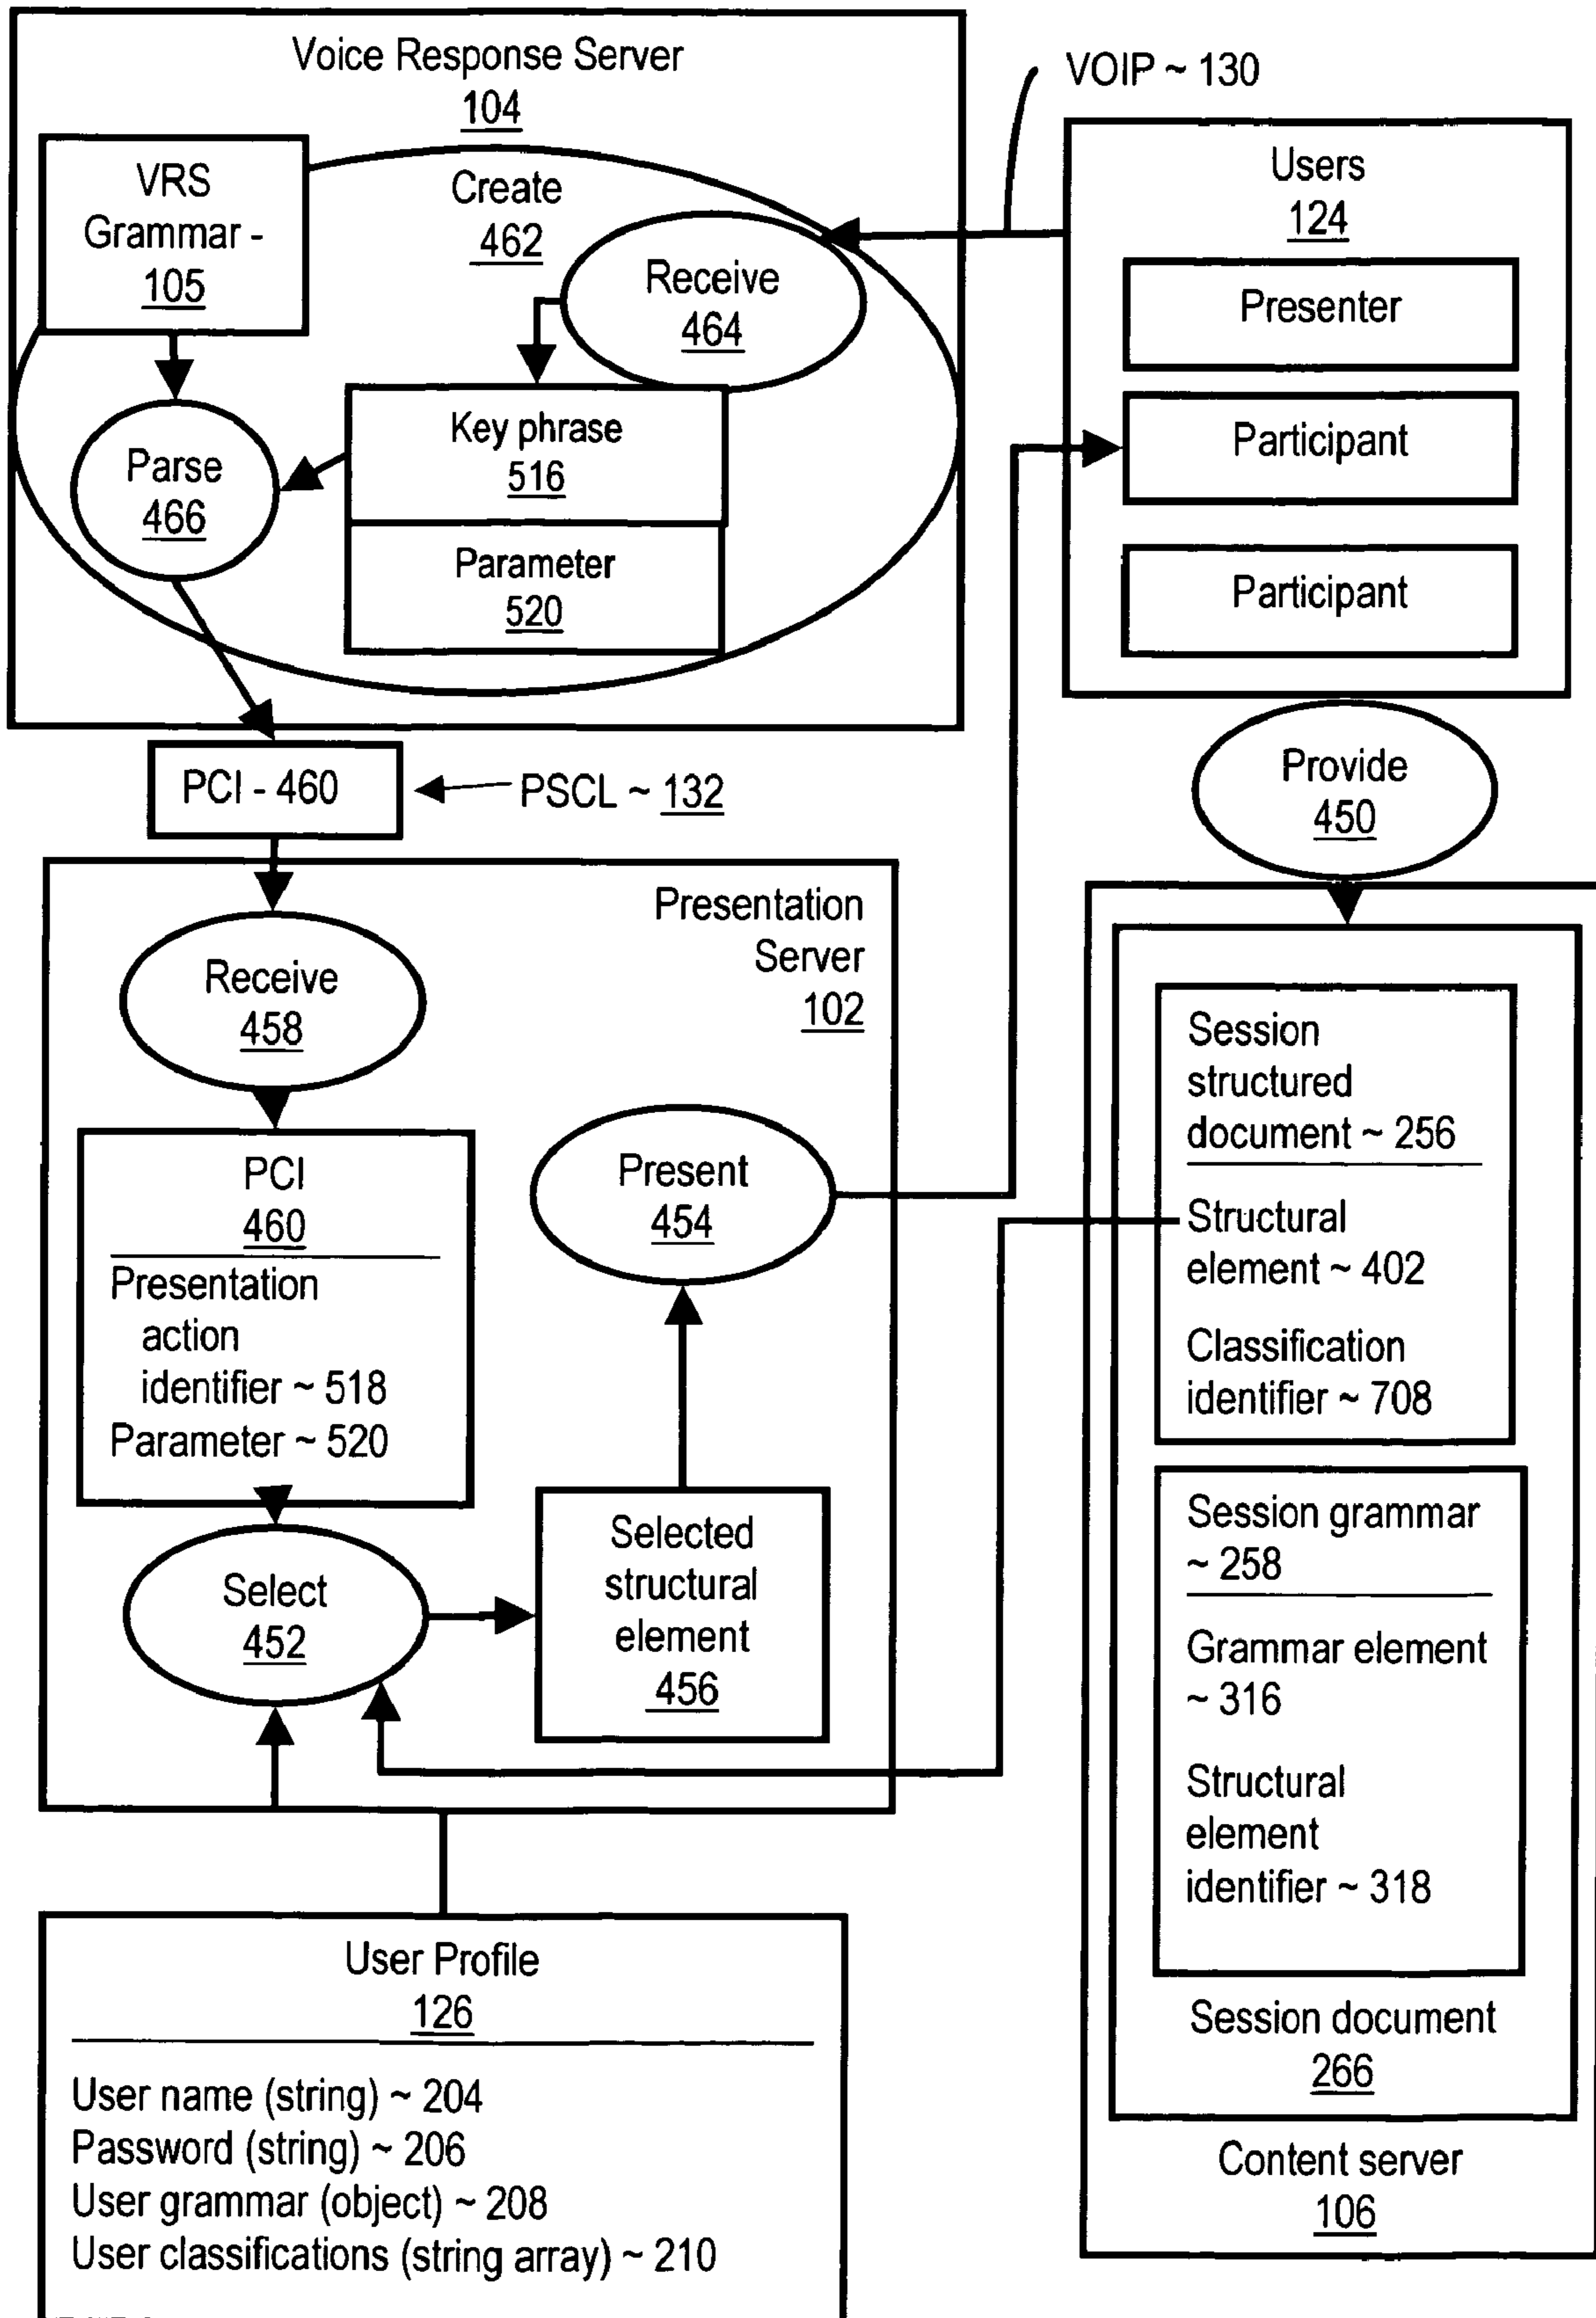 Voice Response Server
104
VRS
Grammar -
105
Create
462
Receive
464
Key phrase
516
Parse
466
Parameter
520
VOIP ~ 130
Users
124
Presenter
Participant
Participant
Provide
450
PCI - 460
PSCL ~ 132
Presentation
Server
102
Receive
458
PCI
460
Presentation
action
identifier ~ 518
Parameter ~ 520
Present
454
Select
452
Selected
structural
element
456
Session
structured
document ~ 256
Structural
element ~ 402
Classification
identifier ~ 708
Session grammar
~ 258
Grammar element
~ 316
Structural
element
identifier ~ 318
Session document
266
Content server
106
User Profile
126
User name (string) ~ 204
Password (string) ~ 206
User grammar (object) ~ 208
User classifications (string array) ~ 210